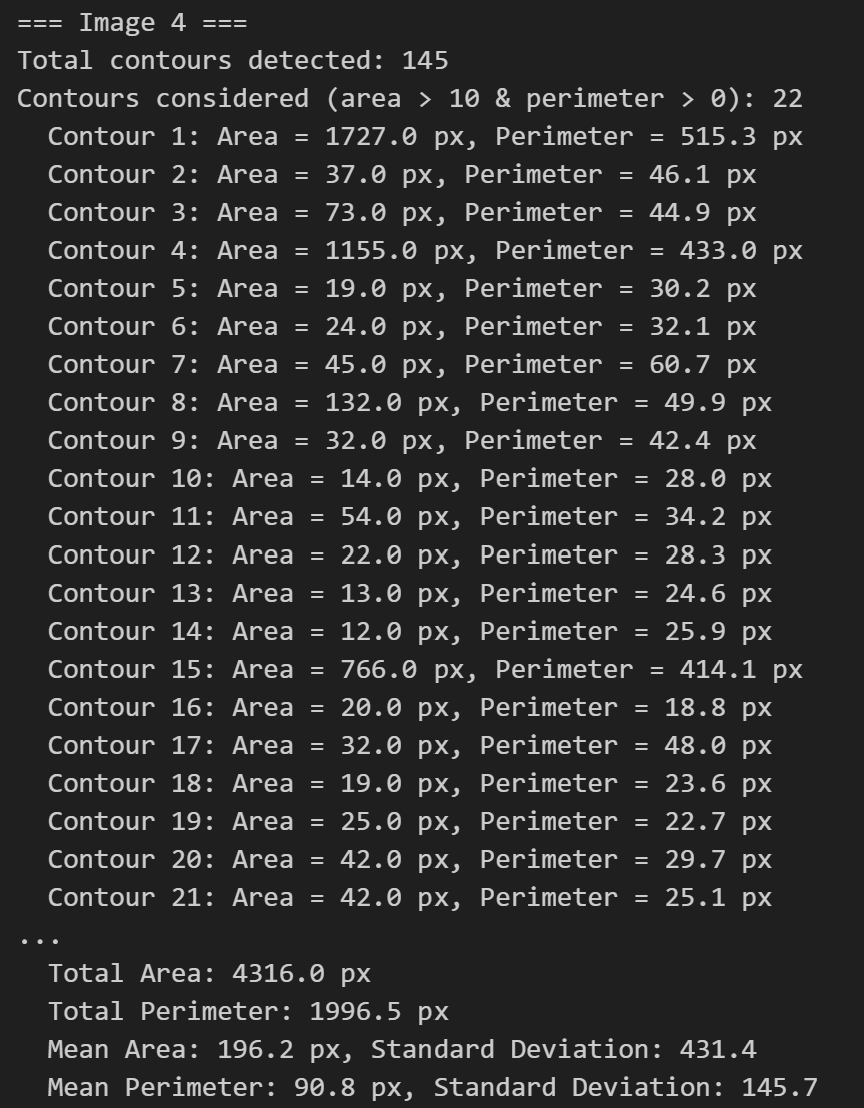 === Image 4 ===
Total contours detected: 145
Contours considered (area > 10 & perimeter > 0): 22
Contour 1: Area = 1727.0 px, Perimeter = 515.3 px
Contour 2: Area = 37.0 px, Perimeter = 46.1 px
Contour 3: Area = 73.0 px, Perimeter = 44.9 px
Contour 4: Area = 1155.0 px, Perimeter = 433.0 px
Contour 5: Area = 19.0 px, Perimeter = 30.2 px
Contour 6: Area = 24.0 px, Perimeter = 32.1 px
Contour 7: Area = 45.0 px, Perimeter = 60.7 px
Contour 8: Area = 132.0 px, Perimeter = 49.9 px
Contour 9: Area = 32.0 px, Perimeter = 42.4 px
Contour 10: Area = 14.0 px, Perimeter = 28.0 px
Contour 11: Area = 54.0 px, Perimeter = 34.2 px
Contour 12: Area = 22.0 px, Perimeter = 28.3 px
Contour 13: Area = 13.0 px, Perimeter = 24.6 px
Contour 14: Area = 12.0 px, Perimeter = 25.9 px
Contour 15: Area = 766.0 px, Perimeter = 414.1 px
Contour 16: Area = 20.0 px, Perimeter = 18.8 px
Contour 17: Area = 32.0 px, Perimeter = 48.0 px
Contour 18: Area = 19.0 px, Perimeter = 23.6 px
Contour 19: Area = 25.0 px, Perimeter = 22.7 px
Contour 20: Area = 42.0 px, Perimeter = 29.7 px
Contour 21: Area = 42.0 px, Perimeter = 25.1 px
...
Total Area: 4316.0 px
Total Perimeter: 1996.5 px
Mean Area: 196.2 px, Standard Deviation: 431.4
Mean Perimeter: 90.8 px, Standard Deviation: 145.7